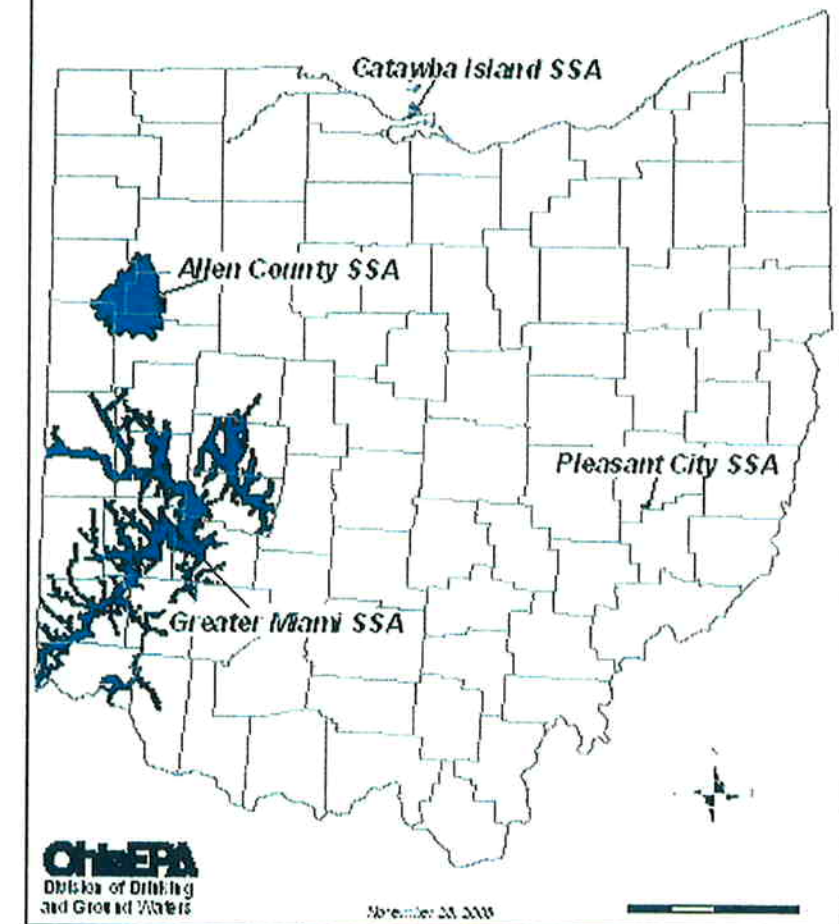 Catawba Island SSA
Allen County SSA
Pleasant City SSA
Greater Miami SSA
OhioEPA
Division of Drinking
and Ground Waters
November 28,